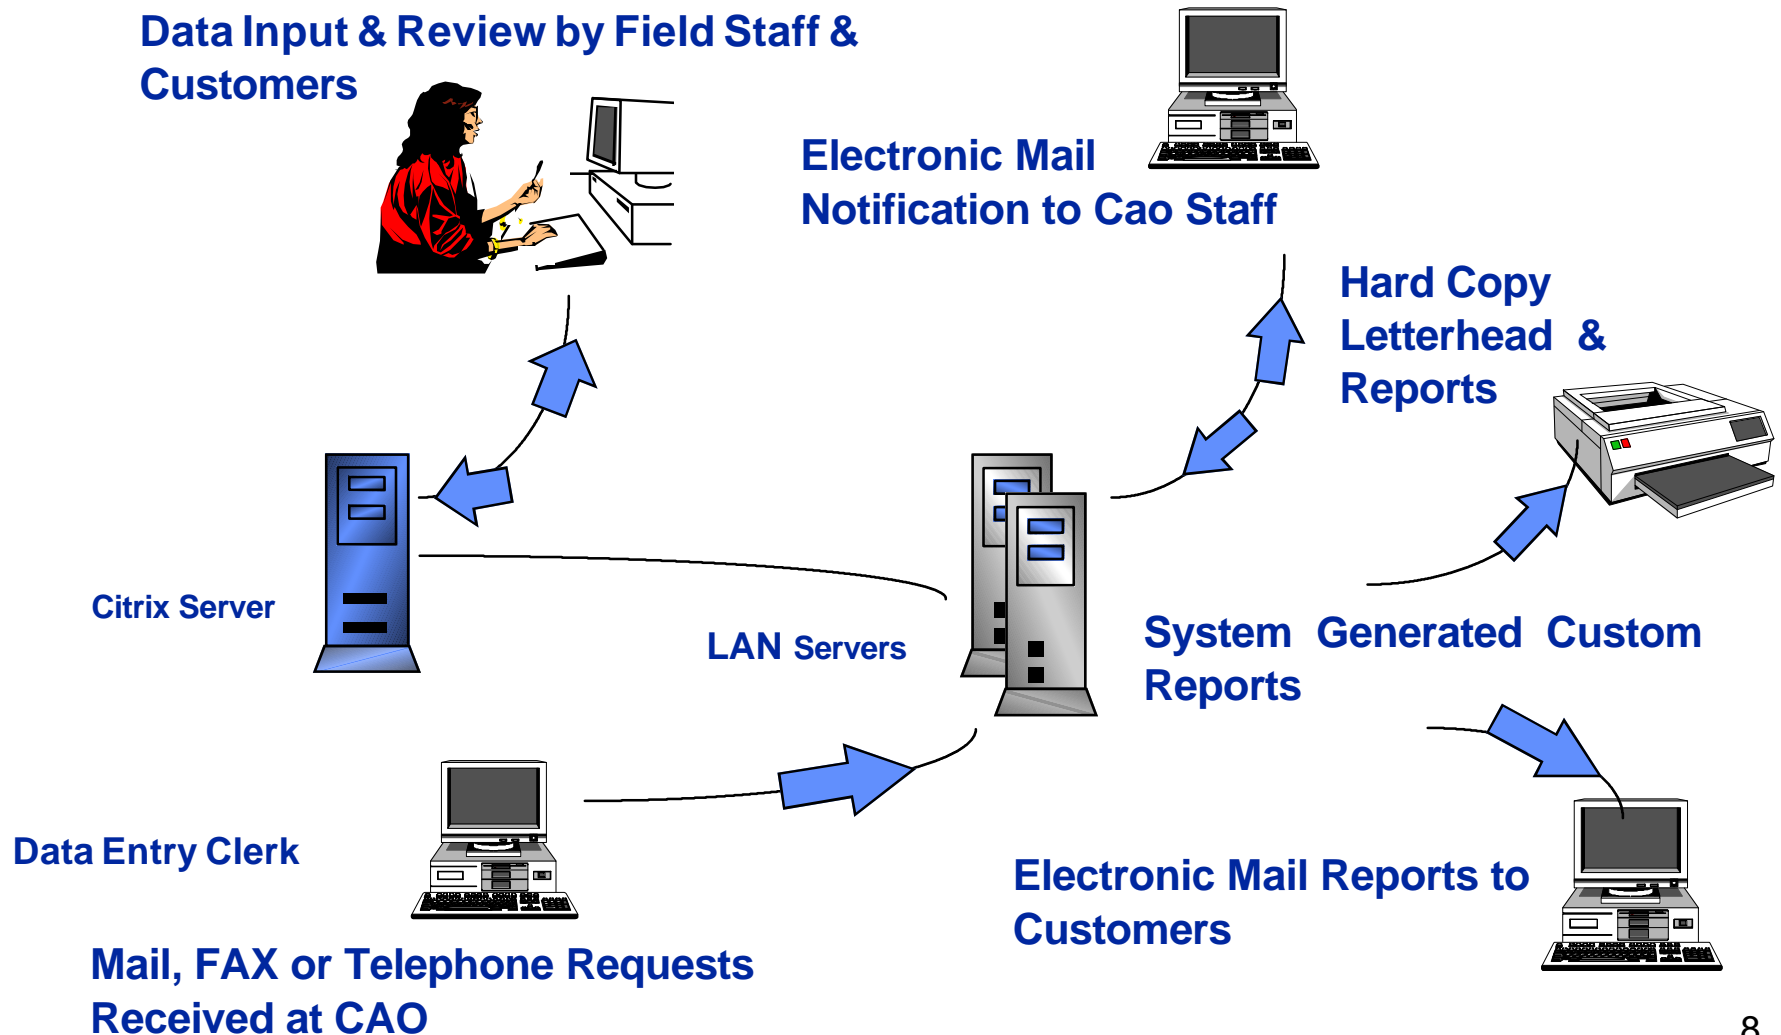 Data Input & Review by Field Staff &
Customers
Electronic Mail
Notification to Cao Staff
Hard Copy
Letterhead & 
Reports
Citrix Server
LAN Servers
System Generated Custom
Reports
Data Entry Clerk
Electronic Mail Reports to
Customers
Mail, FAX or Telephone Requests
Received at CAO
8